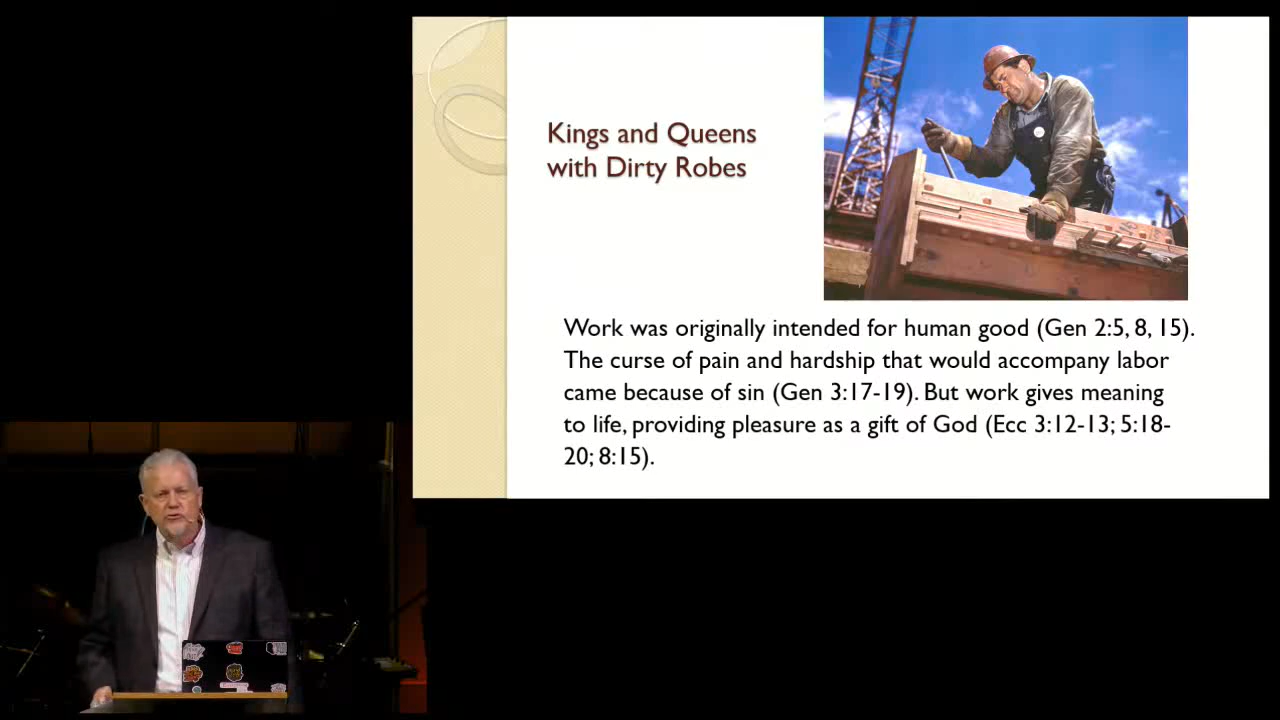 Kings and Queens
with Dirty Robes
Work was originally intended for human good (Gen 2:5, 8, 15).
The curse of pain and hardship that would accompany labor
came because of sin (Gen 3:17-19). But work gives meaning
to life, providing pleasure as a gift of God (Ecc 3:12-13; 5:18-
20; 8:15).